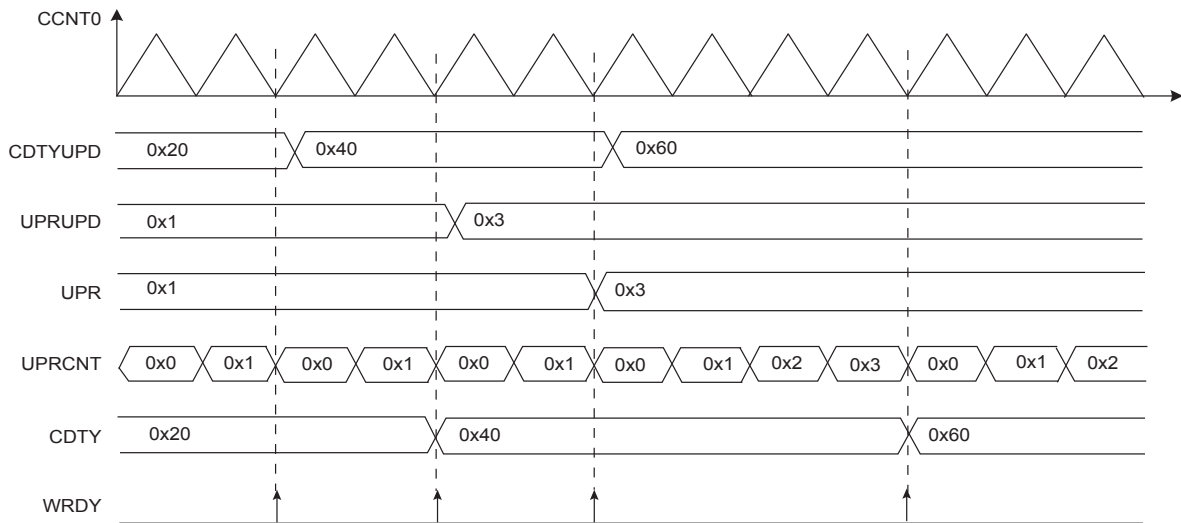 CCNT0
CDTYUPD 0x20 0x40 0x60
UPRUPD 0x1 0x3
UPR 0x1 0x3
UPRCNT 0x0 0x1 0x0 0x1 0x0 0x1 0x0 0x1 0x2 0x3 0x0 0x1 0x2
CDTY 0x20 0x40 0x60
WRDY